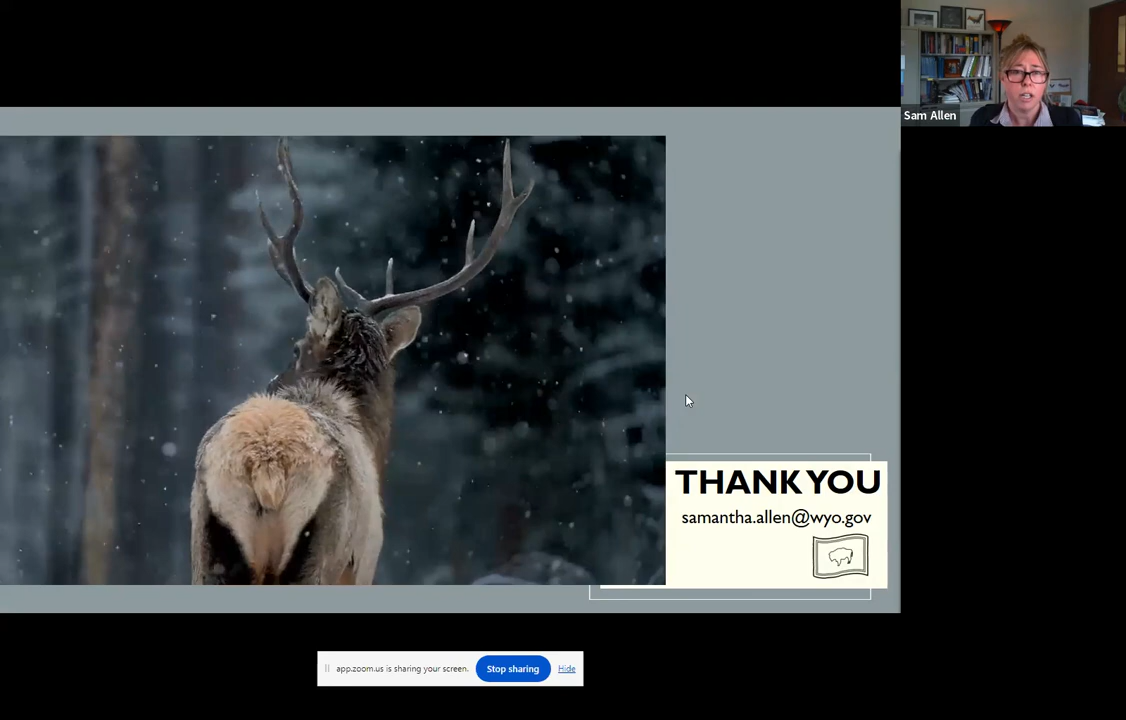 Sam Allen
THANK YOU
samantha.allen@wyo.gov
app.zoom.us is sharing your screen.
Stop sharing
Hide